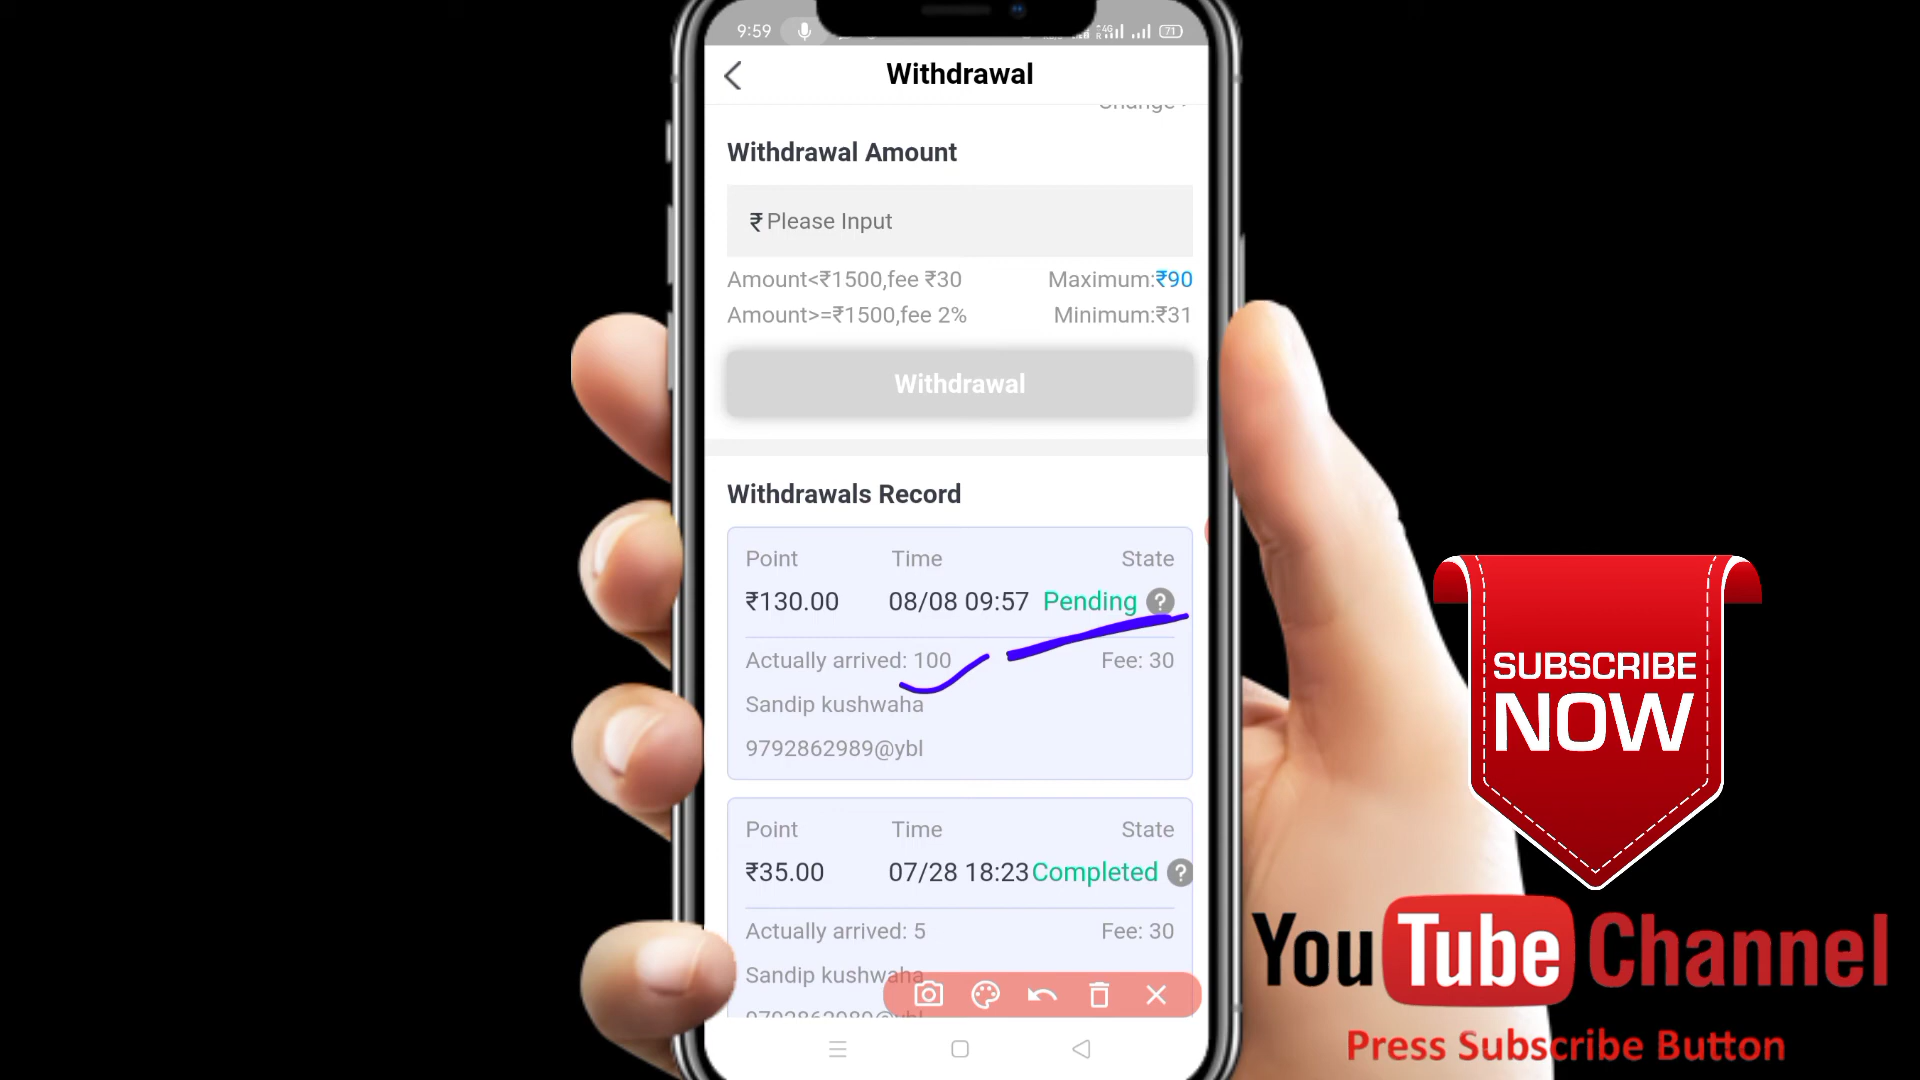 9:59
71
Withdrawal
Change
Withdrawal Amount
₹ Please Input
Amount<₹1500,fee ₹30 Maximum:₹90
Amount>=₹1500,fee 2% Minimum:₹31
Withdrawal
Withdrawals Record
Point Time State
₹130.00 08/08 09:57 Pending ?
Actually arrived: 100 Fee: 30
Sandip kushwaha
9792862989@ybl
Point Time State
₹35.00 07/28 18:23 Completed ?
Actually arrived: 5 Fee: 30
Sandip kushwaha
SUBSCRIBE
NOW
YouTube Channel
Press Subscribe Button